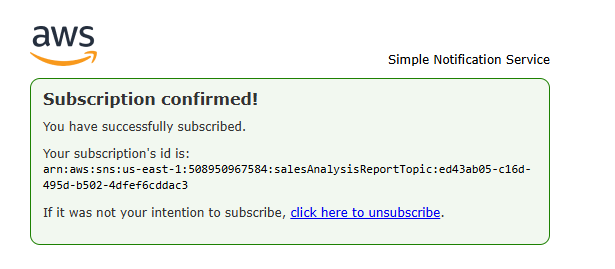 aws
Simple Notification Service
Subscription confirmed!
You have successfully subscribed.
Your subscription's id is:
arn:aws:sns:us-east-1:508950967584:salesAnalysisReportTopic:ed43ab05-c16d-
495d-b502-4dfef6cddac3
If it was not your intention to subscribe, click here to unsubscribe.